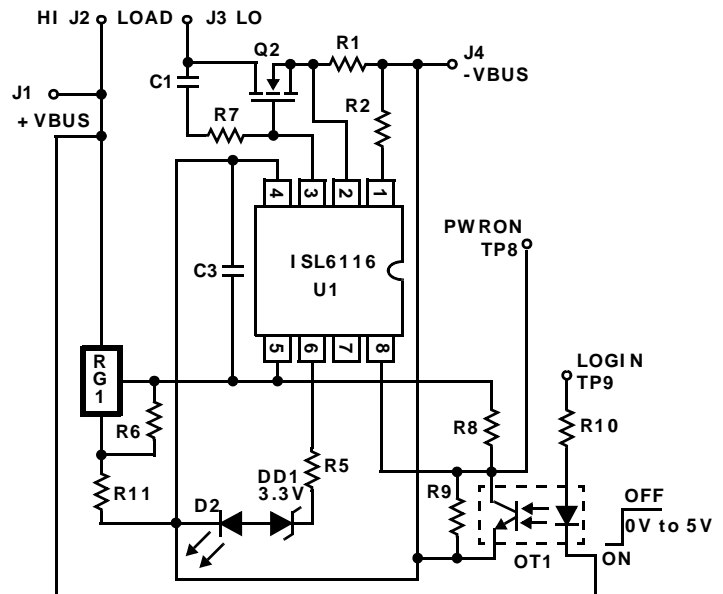 HI J2 LOAD J3 LO
Q2
R1
J4
-VBUS
J1
+ VBUS
C1
R7
R2
4 3 2 1
ISL6116
U1
C3
PWRON
TP8
5 6 7 8
RG1
LOGIN
TP9
R6
R8
R10
R11
R5
DD1
3.3V
D2
R9
OFF
0V to 5V
ON
OT1